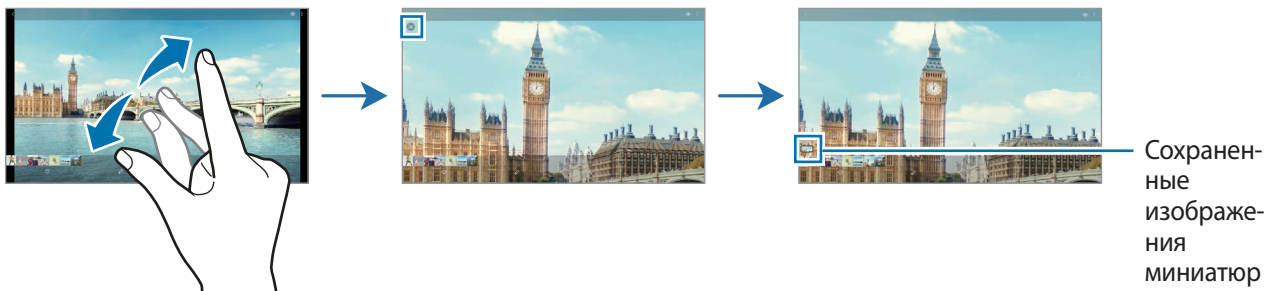 Сохранен-
ные
изображе-
ния
миниатюр